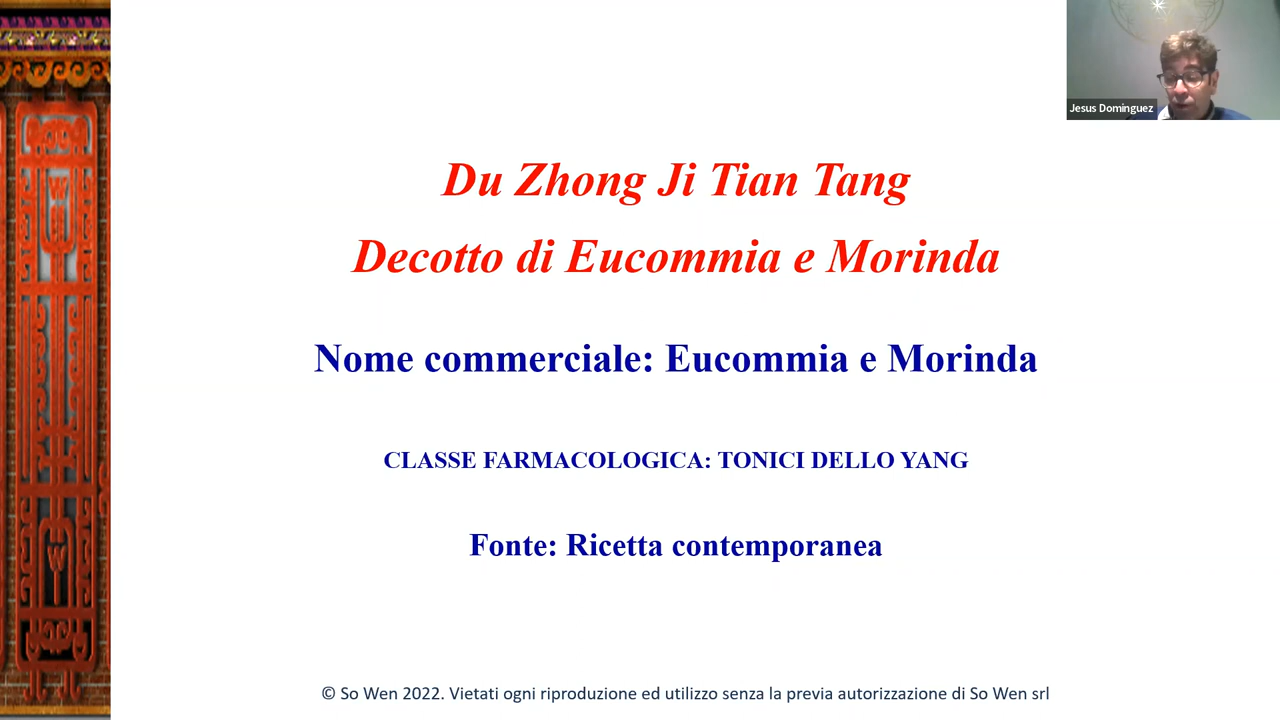 Jesus Dominguez
Du Zhong Ji Tian Tang
Decotto di Eucommia e Morinda
Nome commerciale: Eucommia e Morinda
CLASSE FARMACOLOGICA: TONICI DELLO YANG
Fonte: Ricetta contemporanea
© So Wen 2022. Vietati ogni riproduzione ed utilizzo senza la previa autorizzazione di So Wen srl